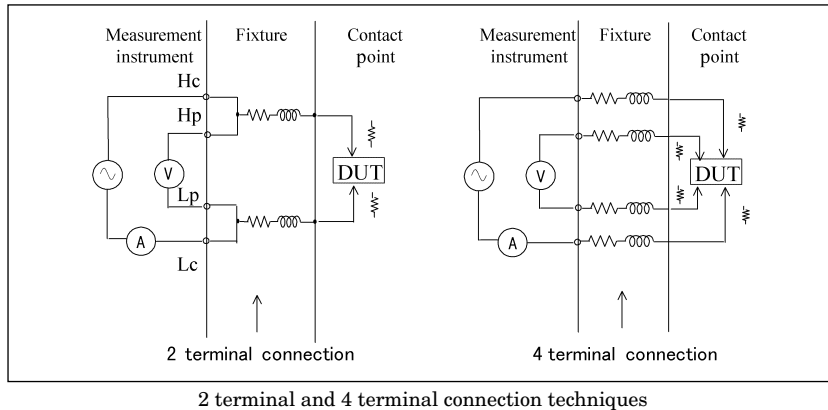 Measurement instrument
Fixture
Contact point
Hc
Hp
V
Lp
A
Lc
DUT
2 terminal connection
Measurement instrument
Fixture
Contact point
V
A
DUT
4 terminal connection
2 terminal and 4 terminal connection techniques